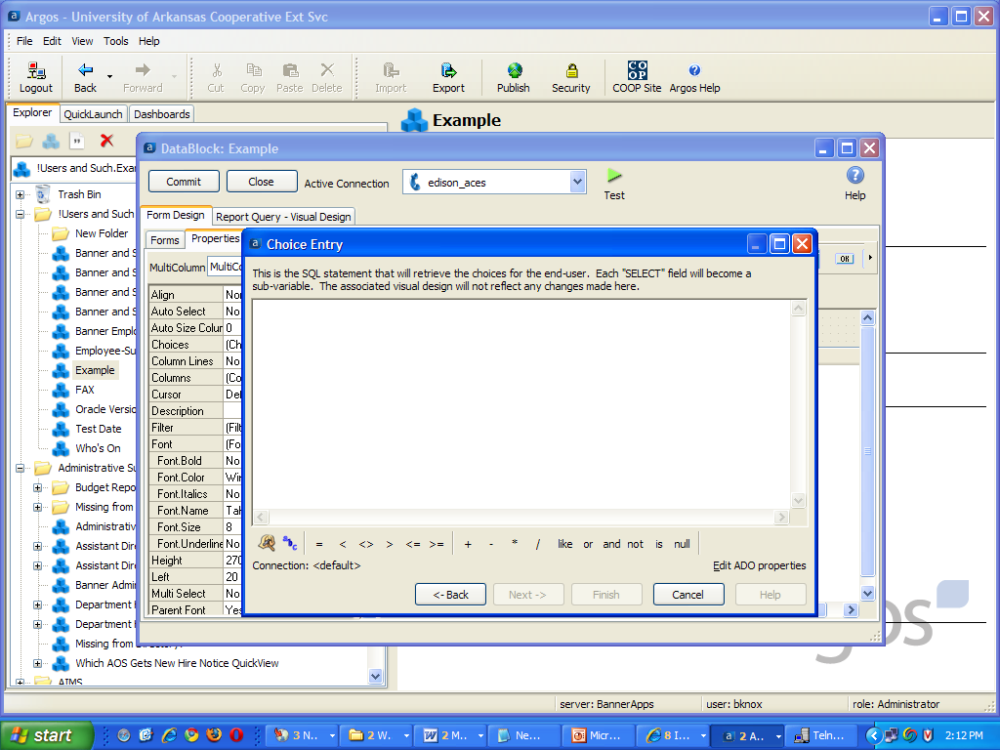 Argos - University of Arkansas Cooperative Ext Svc
File Edit View Tools Help
Logout Back Forward Cut Copy Paste Delete Import Export Publish Security COOP Site Argos Help
Explorer QuickLaunch Dashboards
Example
!Users and Such.Exar
DataBlock: Example
Commit Close Active Connection edison_aces Test Help
Form Design Report Query - Visual Design
Forms Properties
MultiColumn MultiCo
OK
Trash Bin
!Users and Such
New Folder
Banner and S
Banner and S
Banner and S
Banner and S
Banner Emplo
Employee-Su
Example
FAX
Oracle Versio
Test Date
Who's On
Administrative Su
Budget Repo
Missing from
Administrativ
Assistant Dire
Assistant Dire
Banner Admi
Department H
Department H
Missing from Directory?
Which AOS Gets New Hire Notice QuickView
AIMS
Align Nor
Auto Select No
Auto Size Colur 0
Choices (Ch
Column Lines No
Columns (Co
Cursor Def
Description
Filter (Filt
Font (Fo
Font.Bold No
Font.Color Win
Font.Italics No
Font.Name Tah
Font.Size 8
Font.Underline No
Height 270
Left 20
Multi Select No
Parent Font Yes
Choice Entry
This is the SQL statement that will retrieve the choices for the end-user. Each "SELECT" field will become a
sub-variable. The associated visual design will not reflect any changes made here.
= < <> > <= >= + - * / like or and not is null
Connection: <default>
Edit ADO properties
<- Back Next -> Finish Cancel Help
gos
server: BannerApps user: bknox role: Administrator
start 3 N... 2 W... 2 M... Ne... Micr... 8 I... 2 A... Teln... 2:12 PM